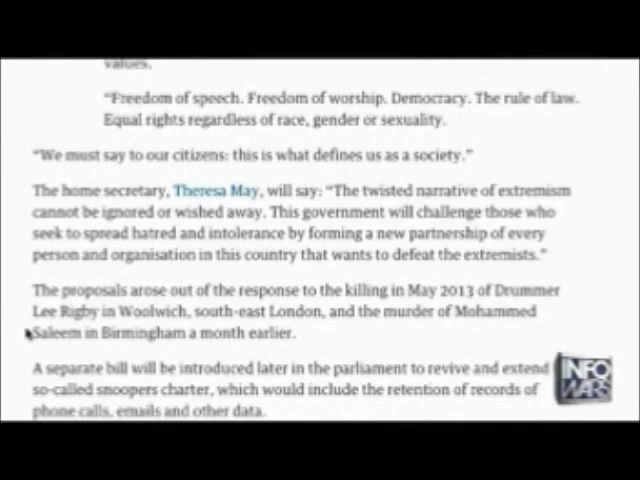 values.
“Freedom of speech. Freedom of worship. Democracy. The rule of law.
Equal rights regardless of race, gender or sexuality.
“We must say to our citizens: this is what defines us as a society.”
The home secretary, Theresa May, will say: “The twisted narrative of extremism
cannot be ignored or wished away. This government will challenge those who
seek to spread hatred and intolerance by forming a new partnership of every
person and organisation in this country that wants to defeat the extremists.”
The proposals arose out of the response to the killing in May 2013 of Drummer
Lee Rigby in Woolwich, south-east London, and the murder of Mohammed
Saleem in Birmingham a month earlier.
A separate bill will be introduced later in the parliament to revive and extend
so-called snoopers charter, which would include the retention of records of
phone calls, emails and other data.
INFO
WARS